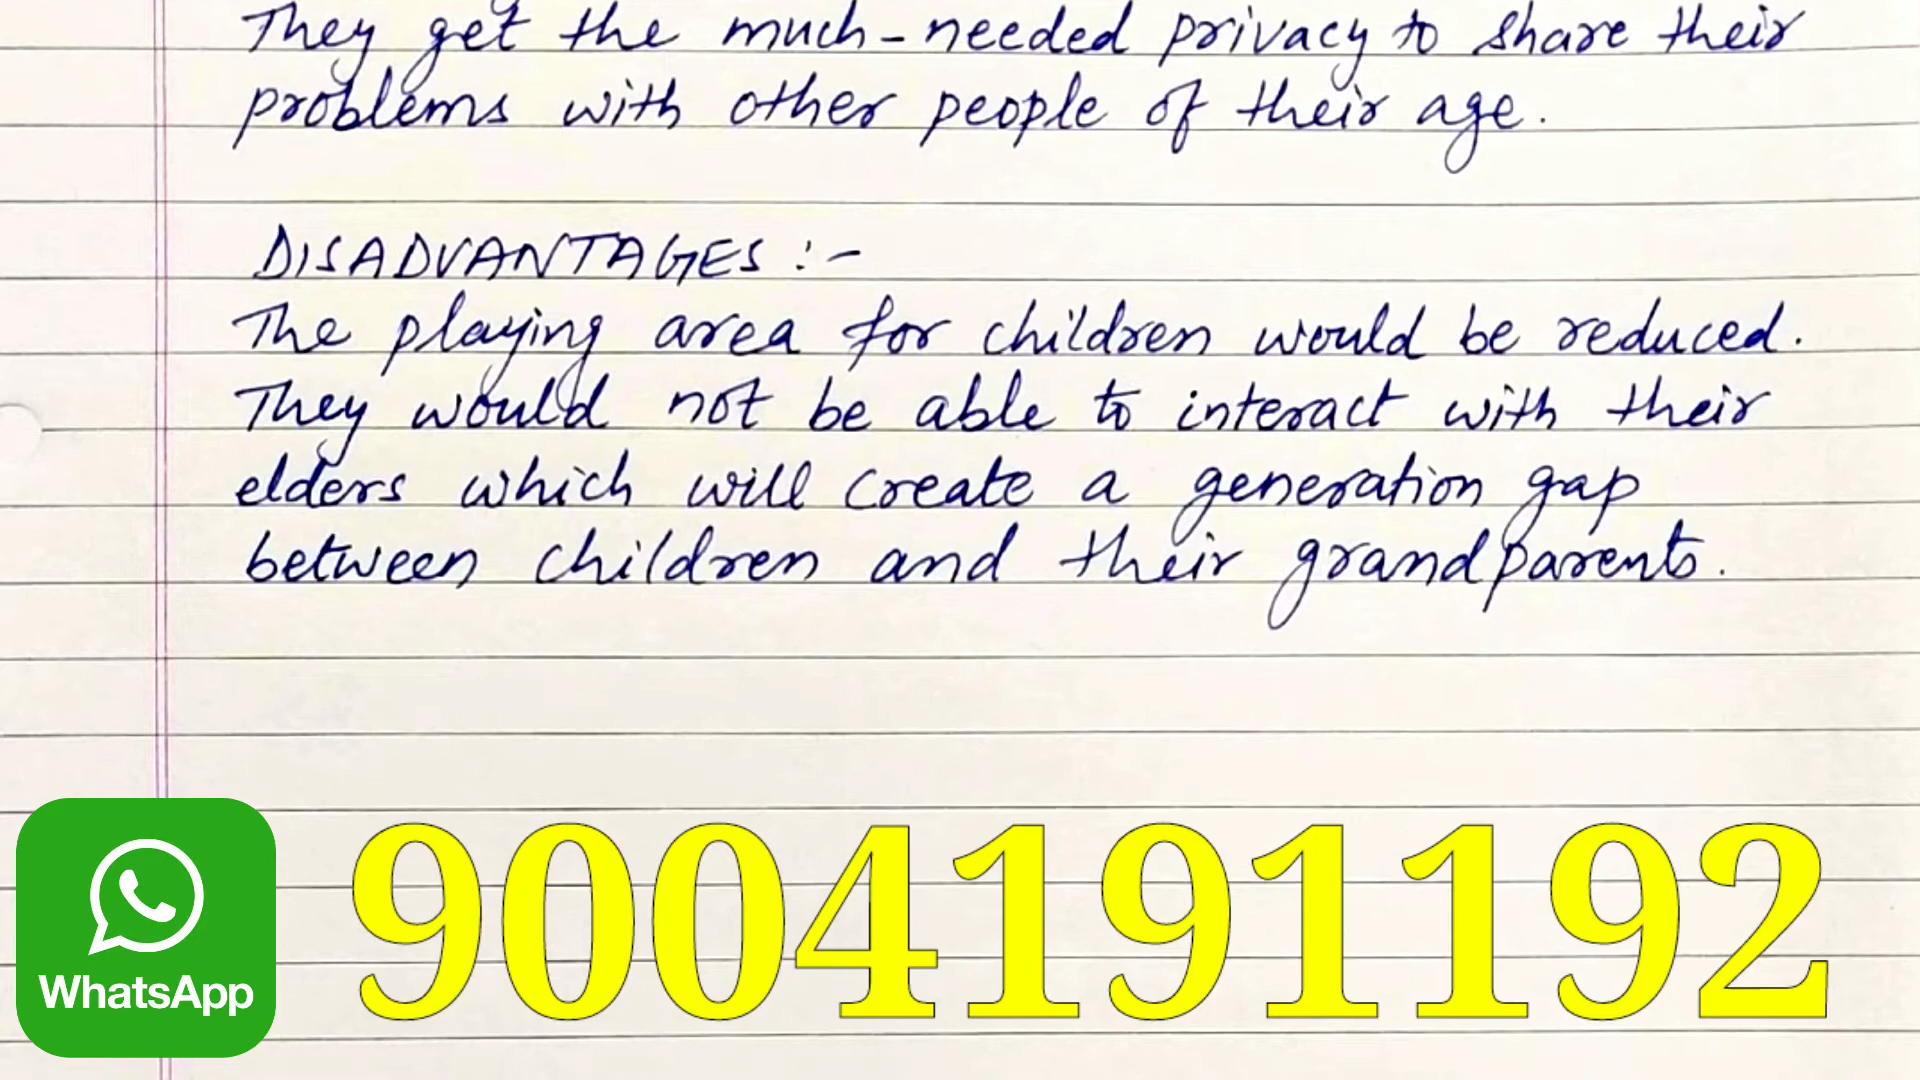 They get the much-needed privacy to share their
problems with other people of their age.
DISADVANTAGES :-
The playing area for children would be reduced.
They would not be able to interact with their
elders which will create a generation gap
between children and their grandparents.
WhatsApp
9004191192